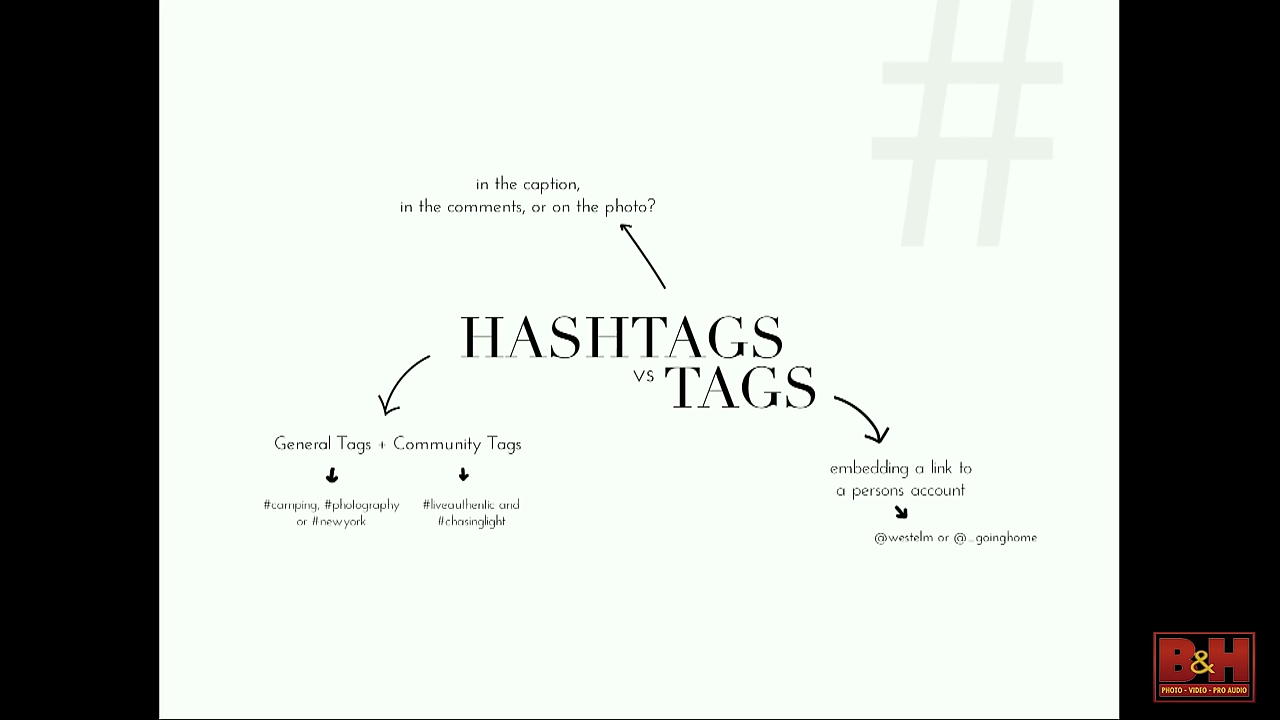 #
in the caption,
in the comments, or on the photo?
HASHTAGS
vs TAGS
General Tags + Community Tags
#camping, #photography
or #newyork
#liveauthentic and
#chasinglight
embedding a link to
a persons account
@westelm or @_goinghome
B&H
PHOTO - VIDEO - PRO AUDIO